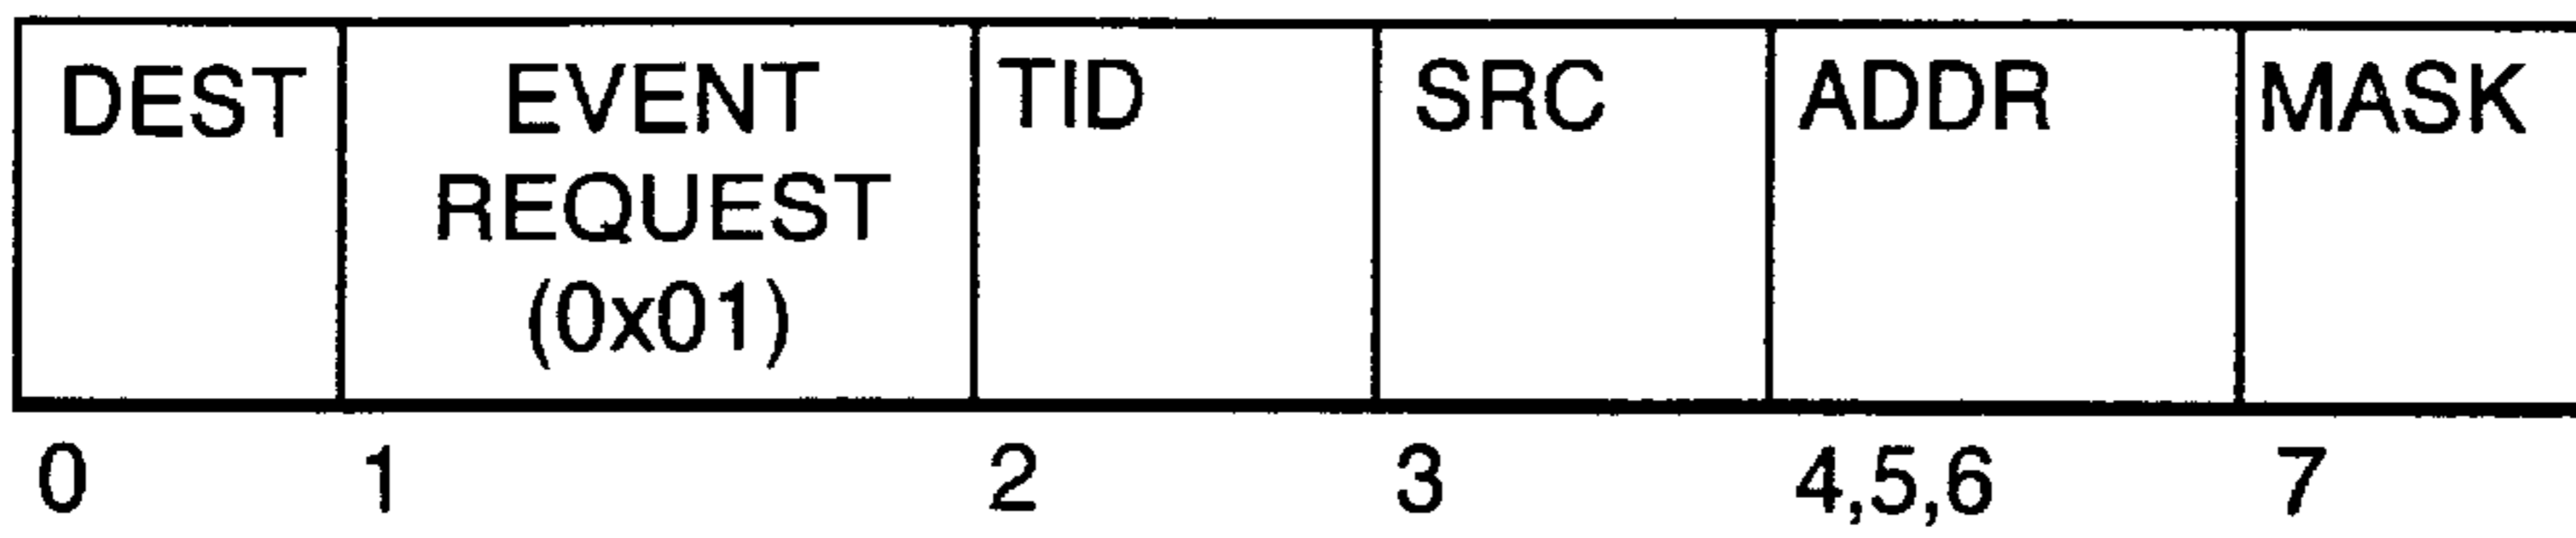 DEST EVENT TID SRC ADDR MASK
REQUEST
(0x01)
0 1 2 3 4,5,6 7